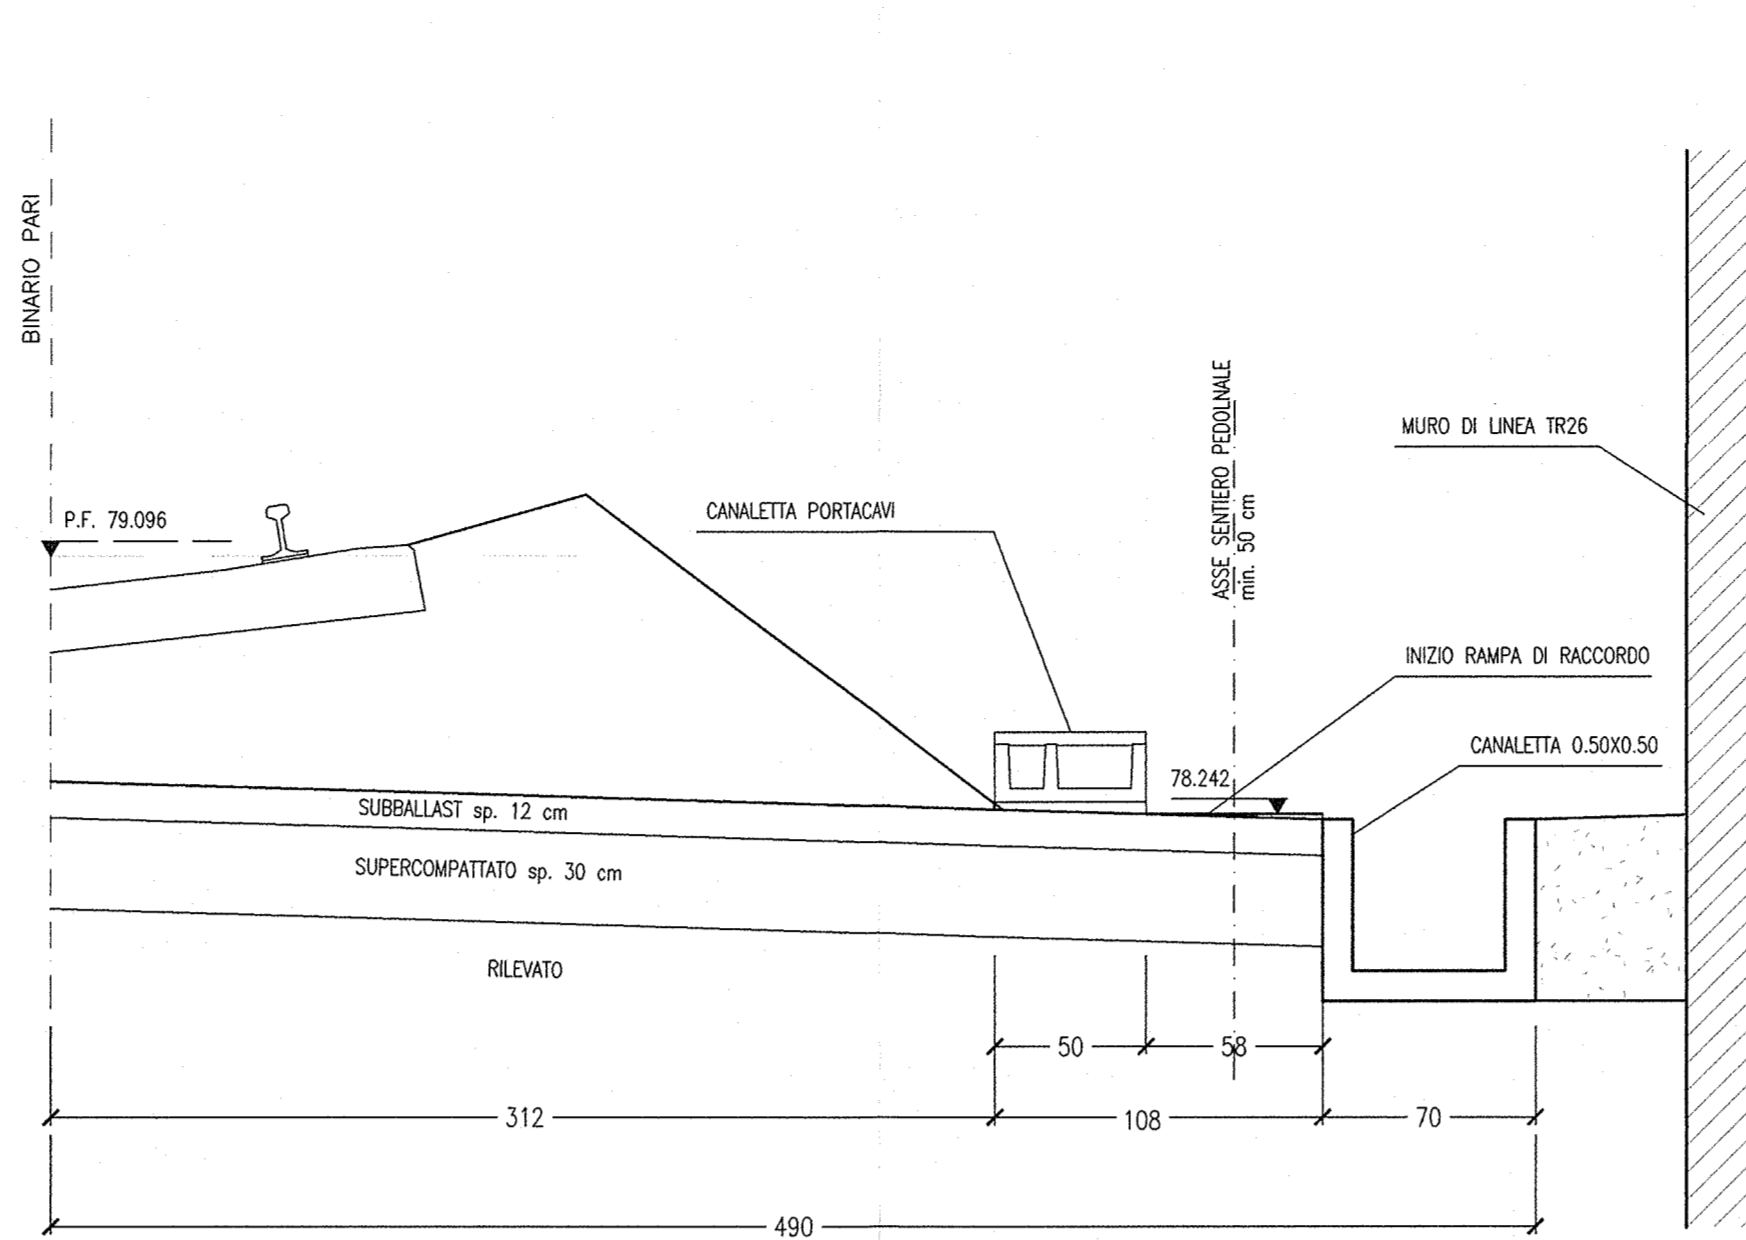 BINARIO PARI
P.F. 79.096
CANALETTA PORTACAVI
ASSE SENTIERO PEDOLNALE
min. 50 cm
MURO DI LINEA TR26
INIZIO RAMPA DI RACCORDO
CANALETTA 0.50X0.50
78.242
SUBBALLAST sp. 12 cm
SUPERCOMPATTATO sp. 30 cm
RILEVATO
50
58
312
108
70
490